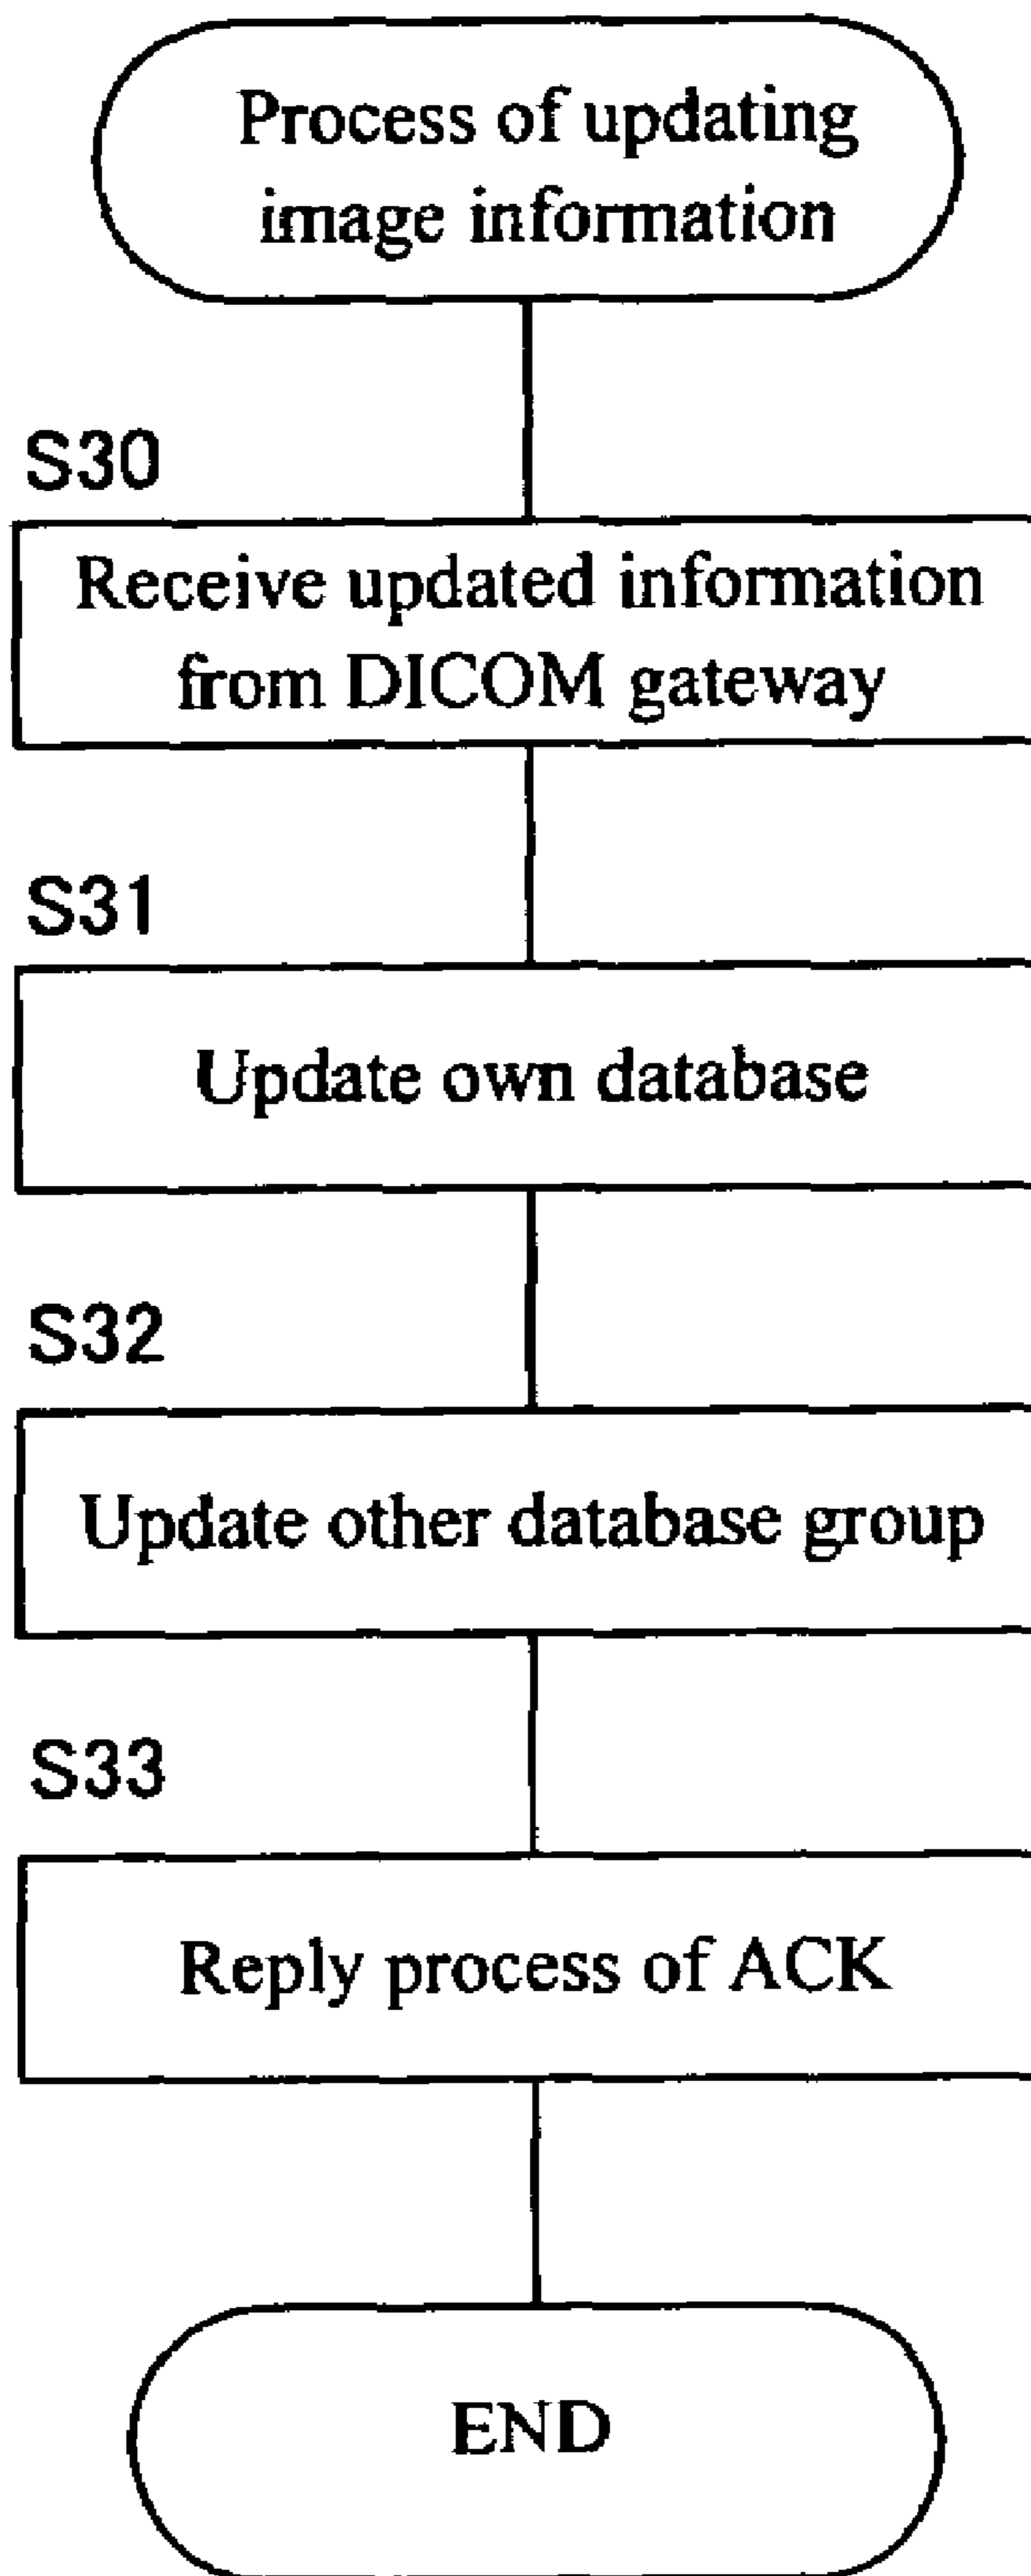 Process of updating
image information
S30
Receive updated information
from DICOM gateway
S31
Update own database
S32
Update other database group
S33
Reply process of ACK
END